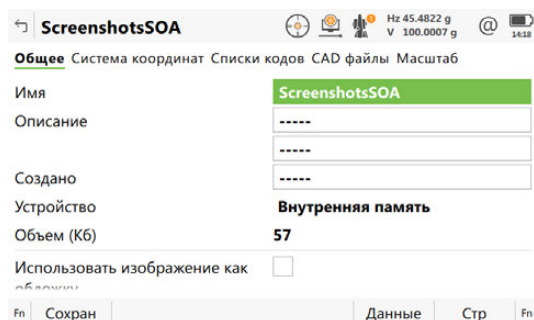 ScreenshotsSOA
Hz 45.4822 g
V 100.0007 g
@
14:18
Общее Система координат Списки кодов CAD файлы Масштаб
Имя ScreenshotsSOA
Описание -----
-----
Создано -----
Устройство Внутренняя память
Объем (Кб) 57
Использовать изображение как
обложку
Fn Сохран Данные Стр Fn